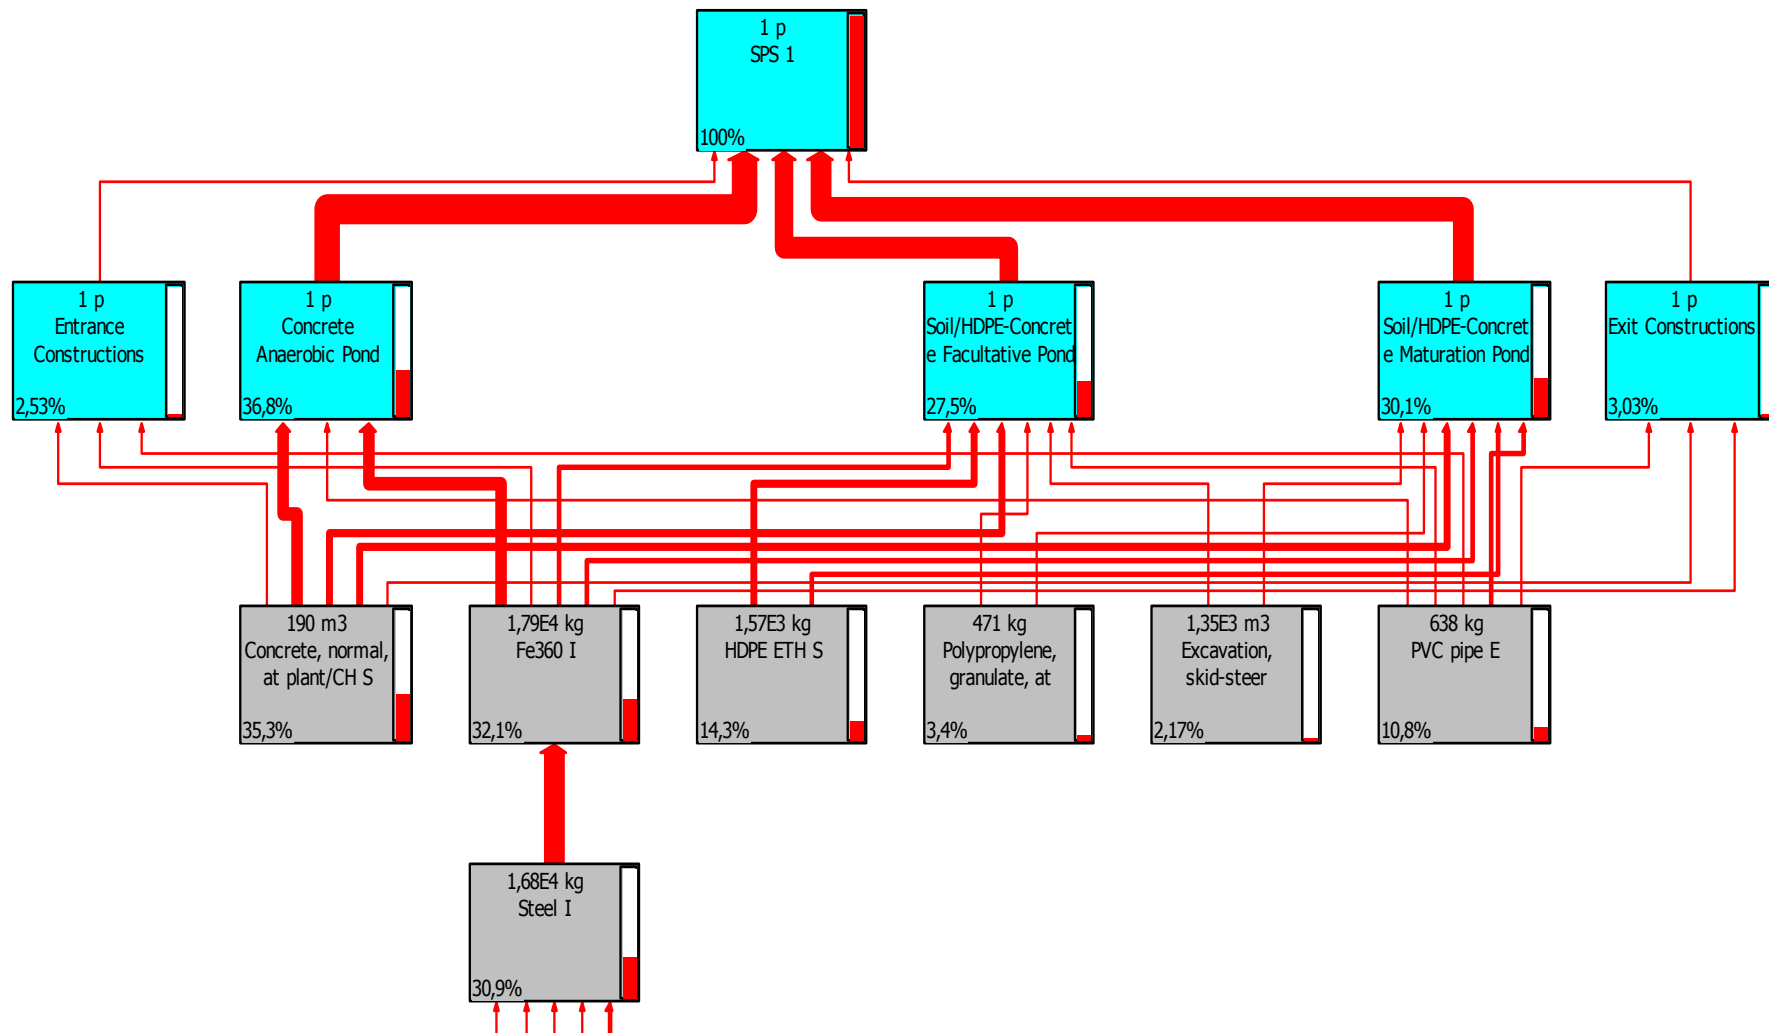 1 p
SPS 1
100%
1 p
Entrance
Constructions
2,53%
1 p
Concrete
Anaerobic Pond
36,8%
1 p
Soil/HDPE-Concret
e Facultative Pond
27,5%
1 p
Soil/HDPE-Concret
e Maturation Pond
30,1%
1 p
Exit Constructions
3,03%
190 m3
Concrete, normal,
at plant/CH S
35,3%
1,79E4 kg
Fe360 I
32,1%
1,57E3 kg
HDPE ETH S
14,3%
471 kg
Polypropylene,
granulate, at
3,4%
1,35E3 m3
Excavation,
skid-steer
2,17%
638 kg
PVC pipe E
10,8%
1,68E4 kg
Steel I
30,9%